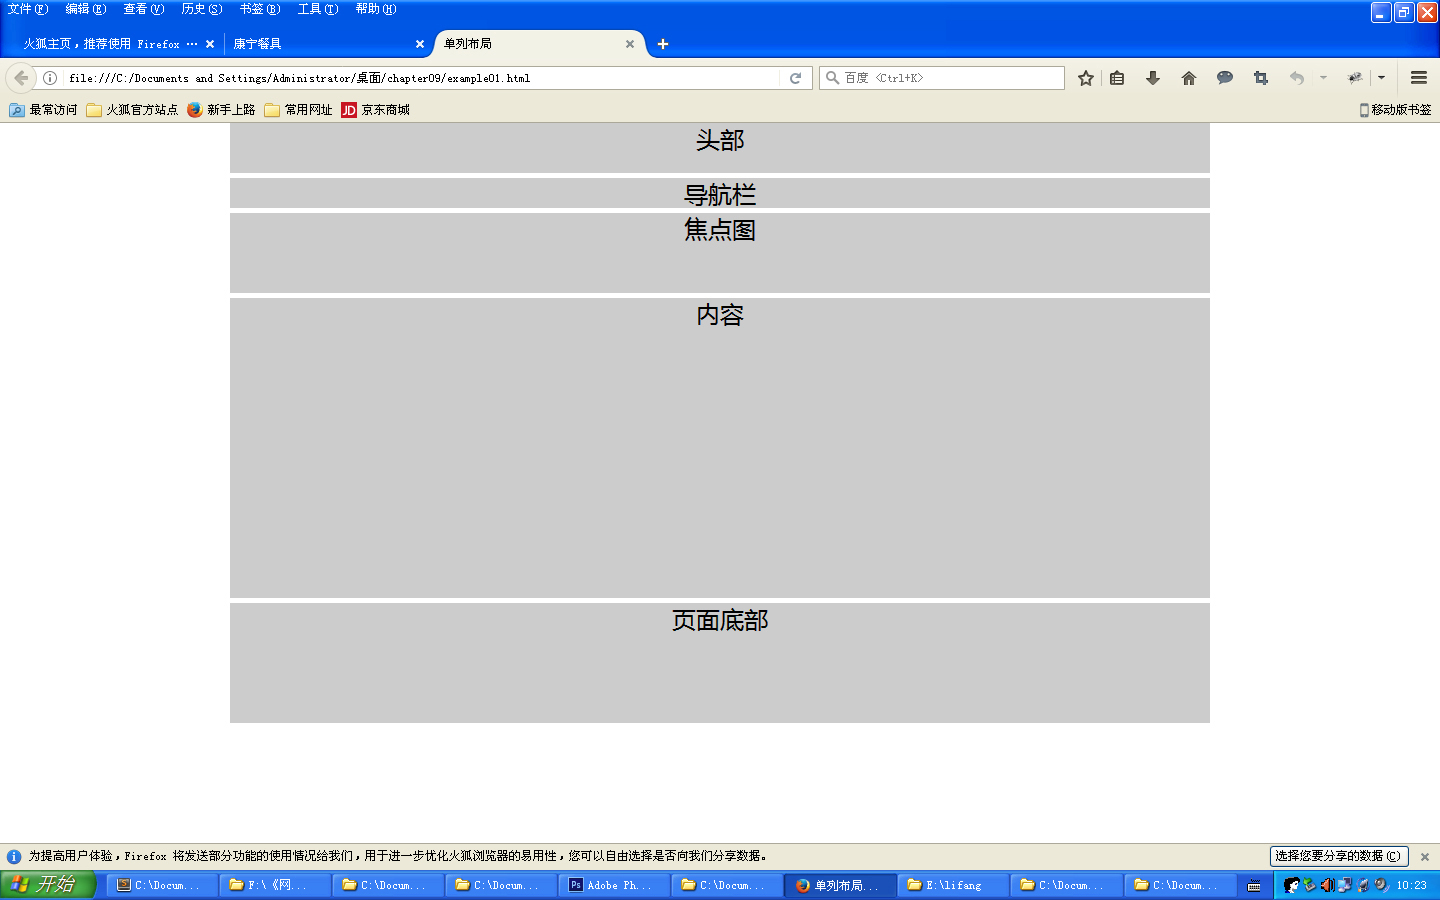 文件(F) 编辑(E) 查看(V) 历史(S) 书签(B) 工具(T) 帮助(H)
火狐主页，推荐使用 Firefox ··· 康宁餐具 单列布局
file:///C:/Documents and Settings/Administrator/桌面/chapter09/example01.html 百度 <Ctrl+K>
最常访问 火狐官方站点 新手上路 常用网址 JD 京东商城 移动版书签
头部
导航栏
焦点图
内容
页面底部
为提高用户体验，Firefox 将发送部分功能的使用情况给我们，用于进一步优化火狐浏览器的易用性，您可以自由选择是否向我们分享数据。 选择您要分享的数据(C)
开始 C:\Docum... F:\《网... C:\Docum... C:\Docum... Ps Adobe Ph... C:\Docum... 单列布局... E:\lifang C:\Docum... C:\Docum... 10:23